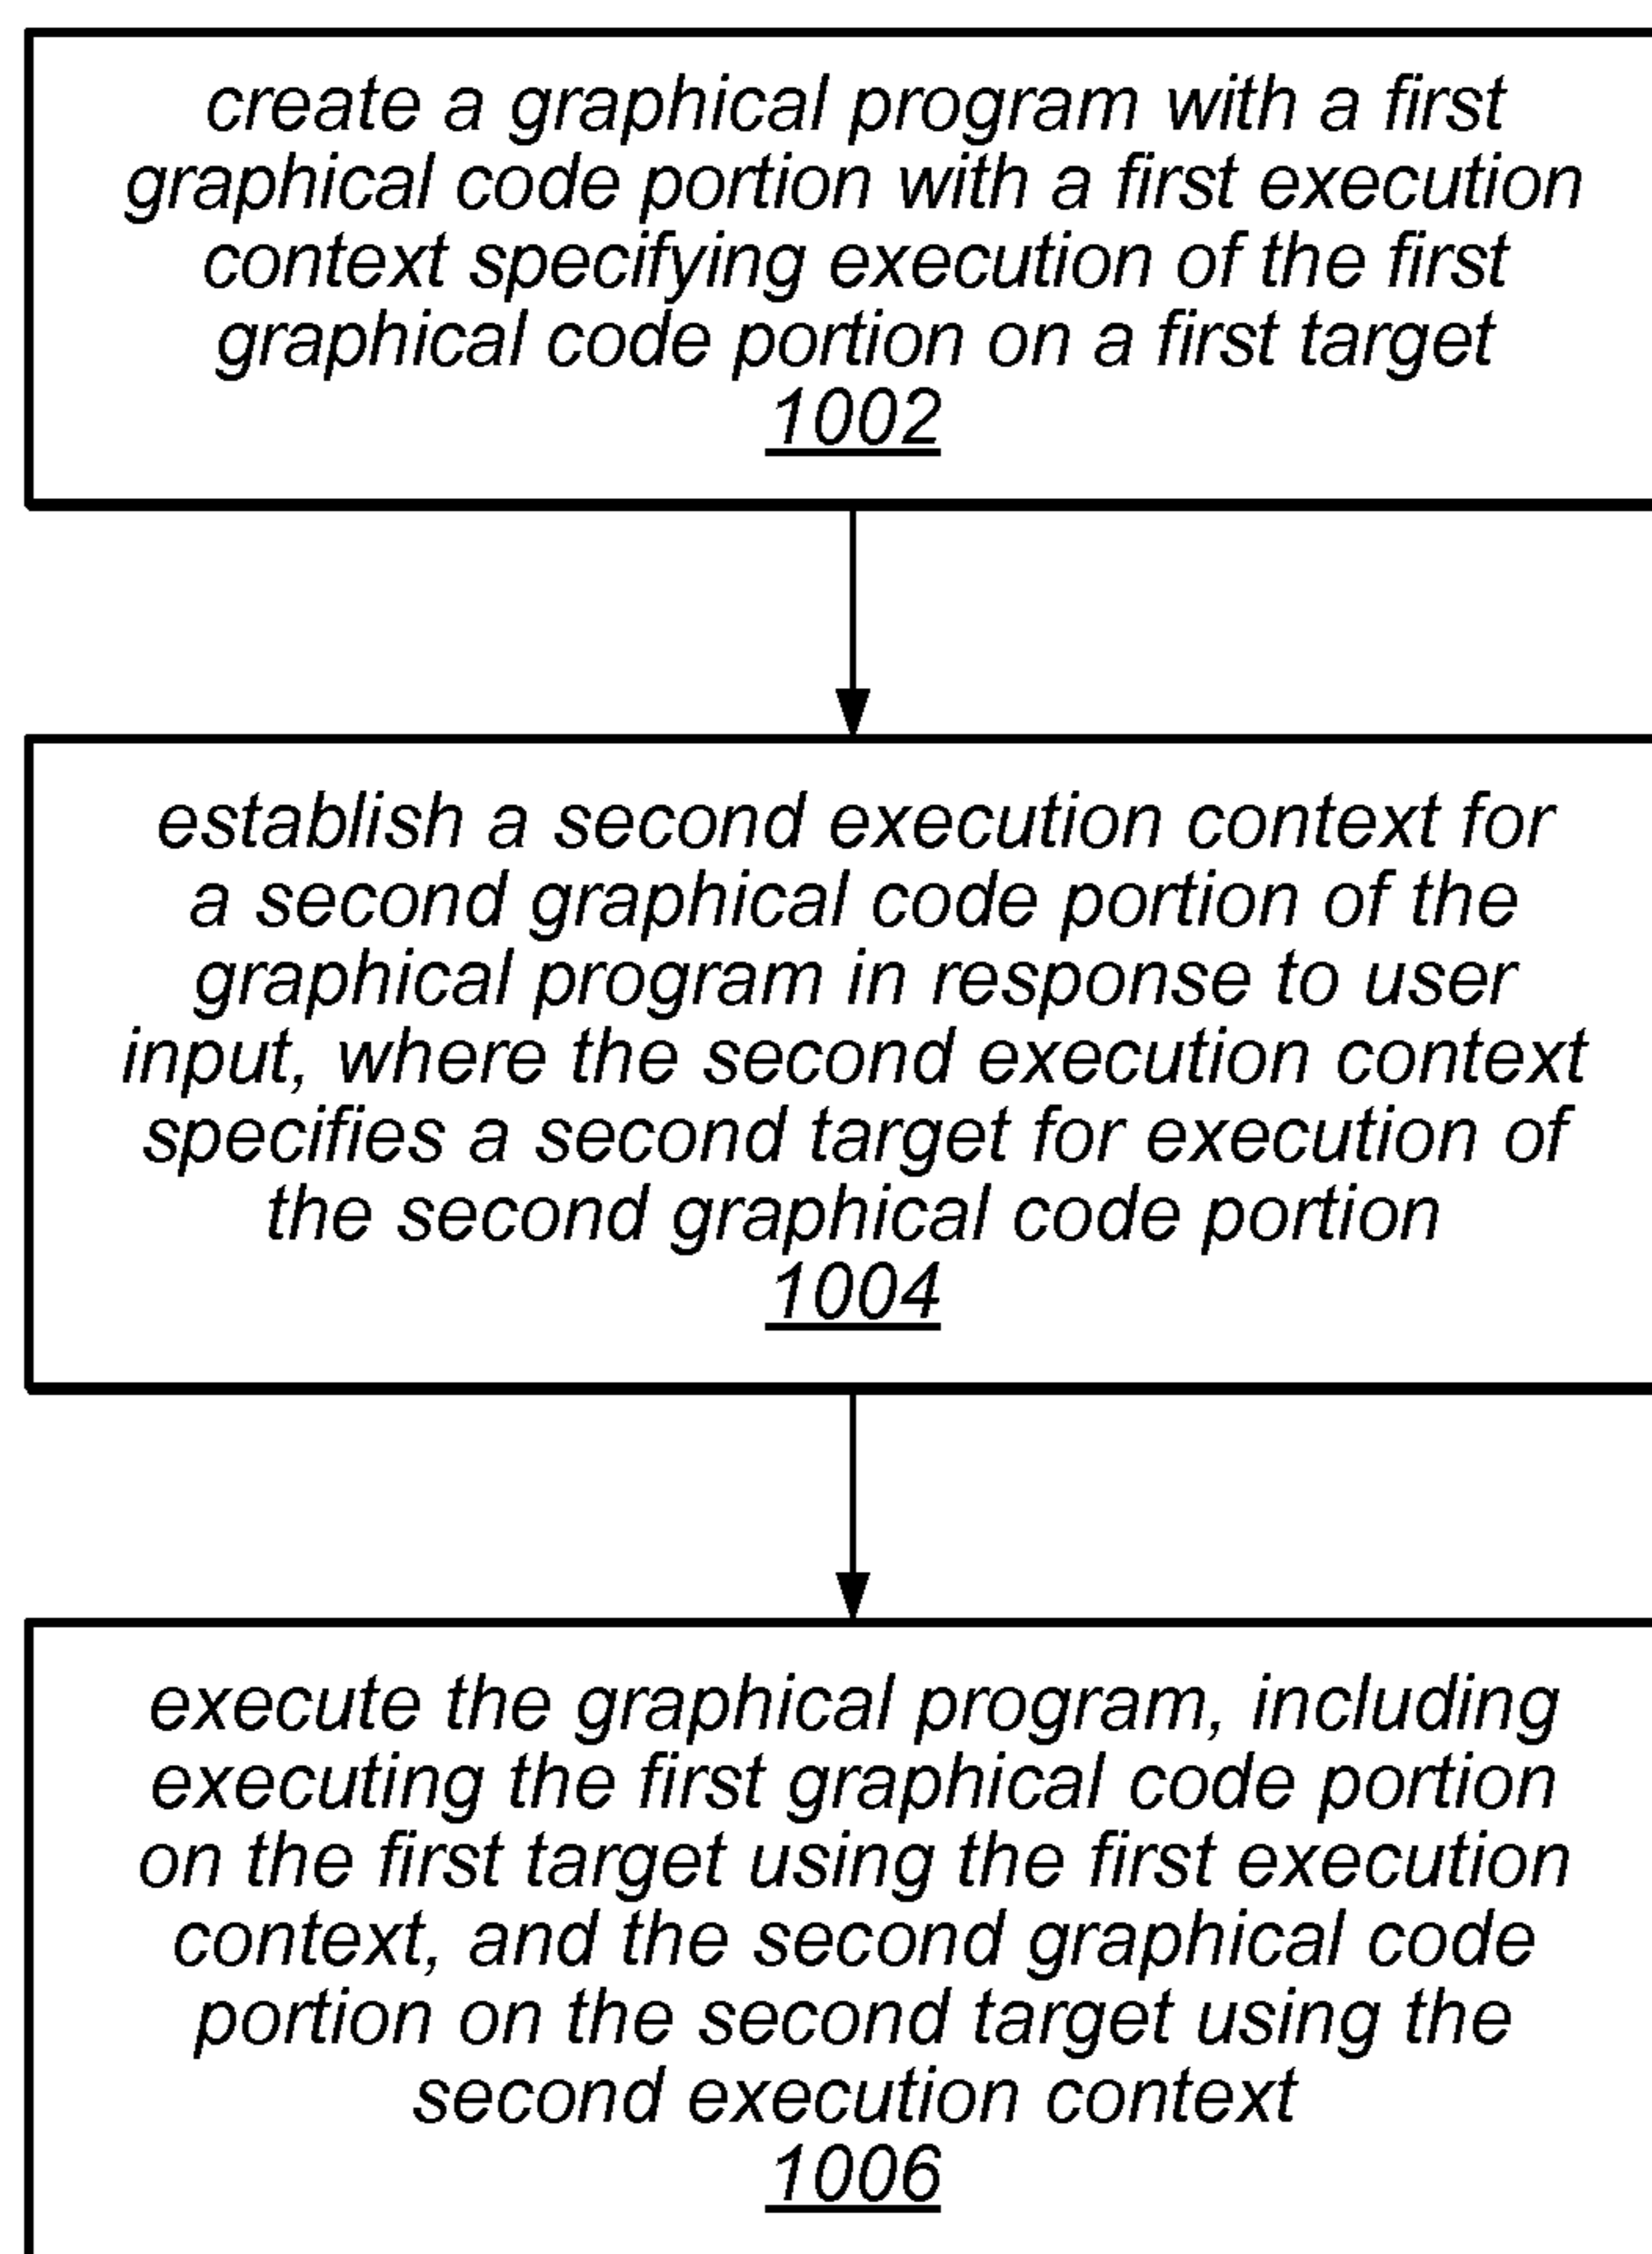 create a graphical program with a first
graphical code portion with a first execution
context specifying execution of the first
graphical code portion on a first target
1002
establish a second execution context for
a second graphical code portion of the
graphical program in response to user
input, where the second execution context
specifies a second target for execution of
the second graphical code portion
1004
execute the graphical program, including
executing the first graphical code portion
on the first target using the first execution
context, and the second graphical code
portion on the second target using the
second execution context
1006